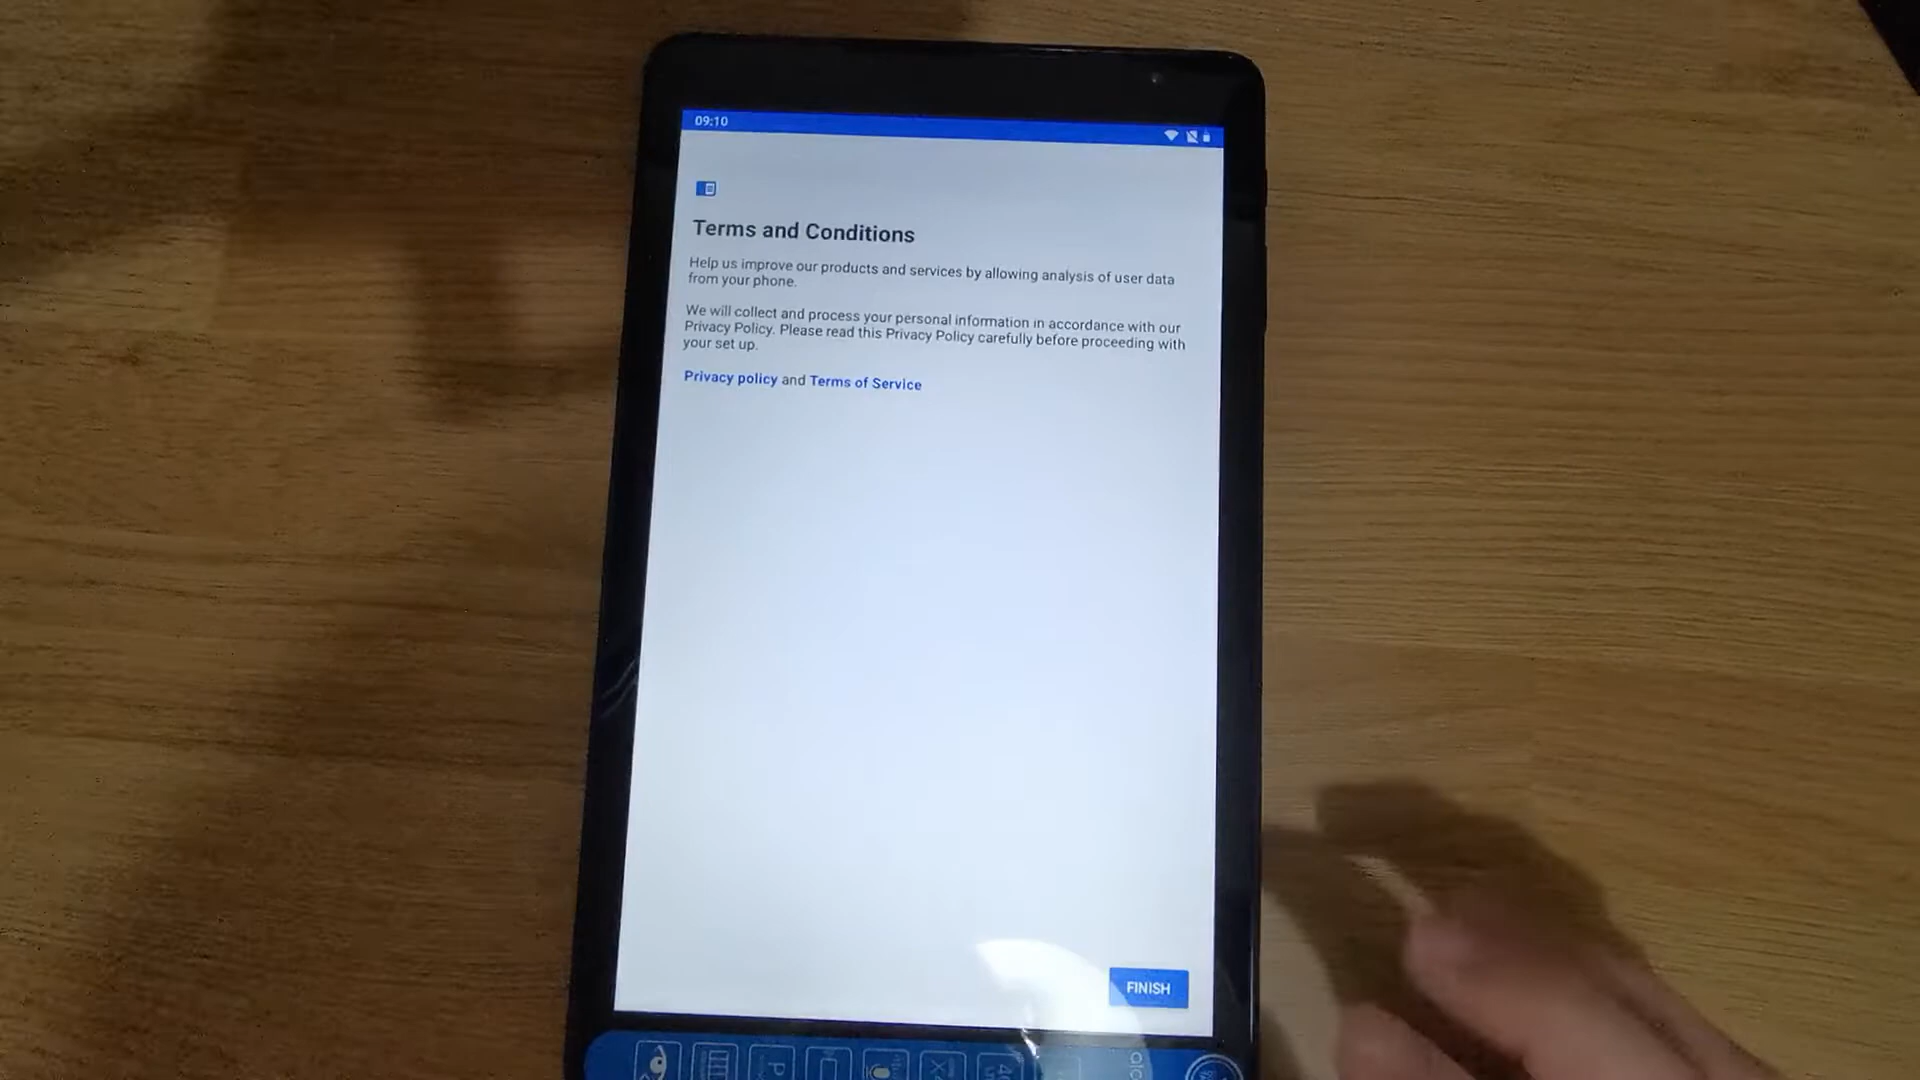 09:10
Terms and Conditions
Help us improve our products and services by allowing analysis of user data
from your phone.
We will collect and process your personal information in accordance with our
Privacy Policy. Please read this Privacy Policy carefully before proceeding with
your set up.
Privacy policy and Terms of Service
FINISH